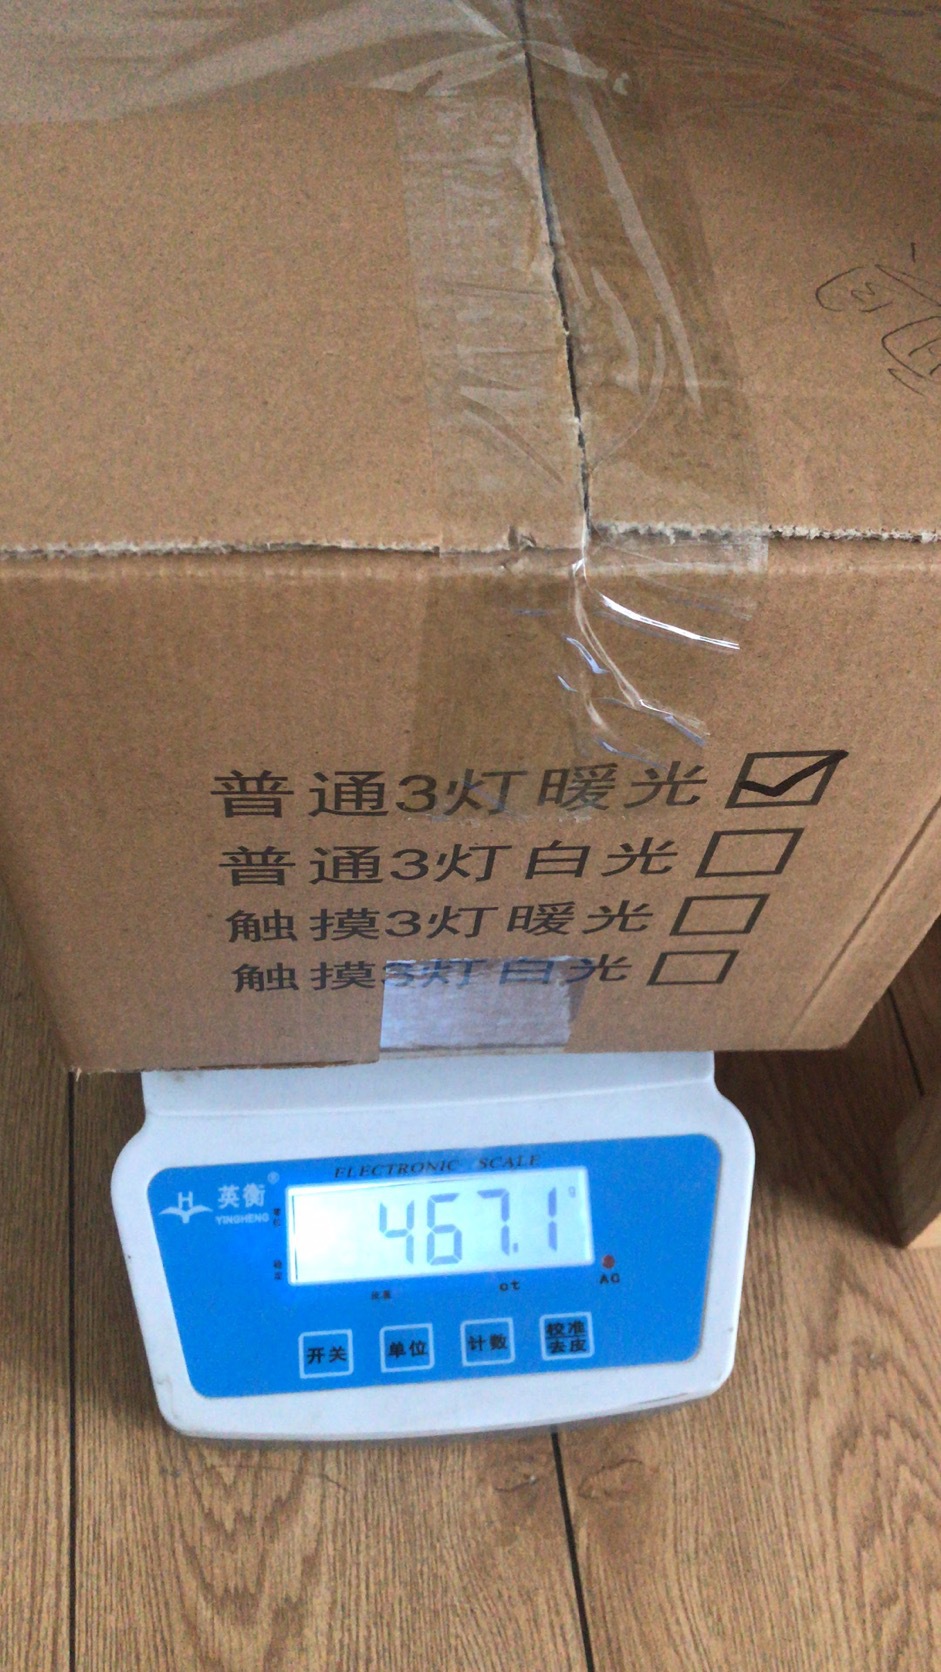 普通3灯暖光
普通3灯白光
触摸3灯暖光
触摸3灯白光
ELECTRONIC SCALE
H
英衡®
YINGHENG
467.1 g
ct
开关
单位
计数
校准
去皮